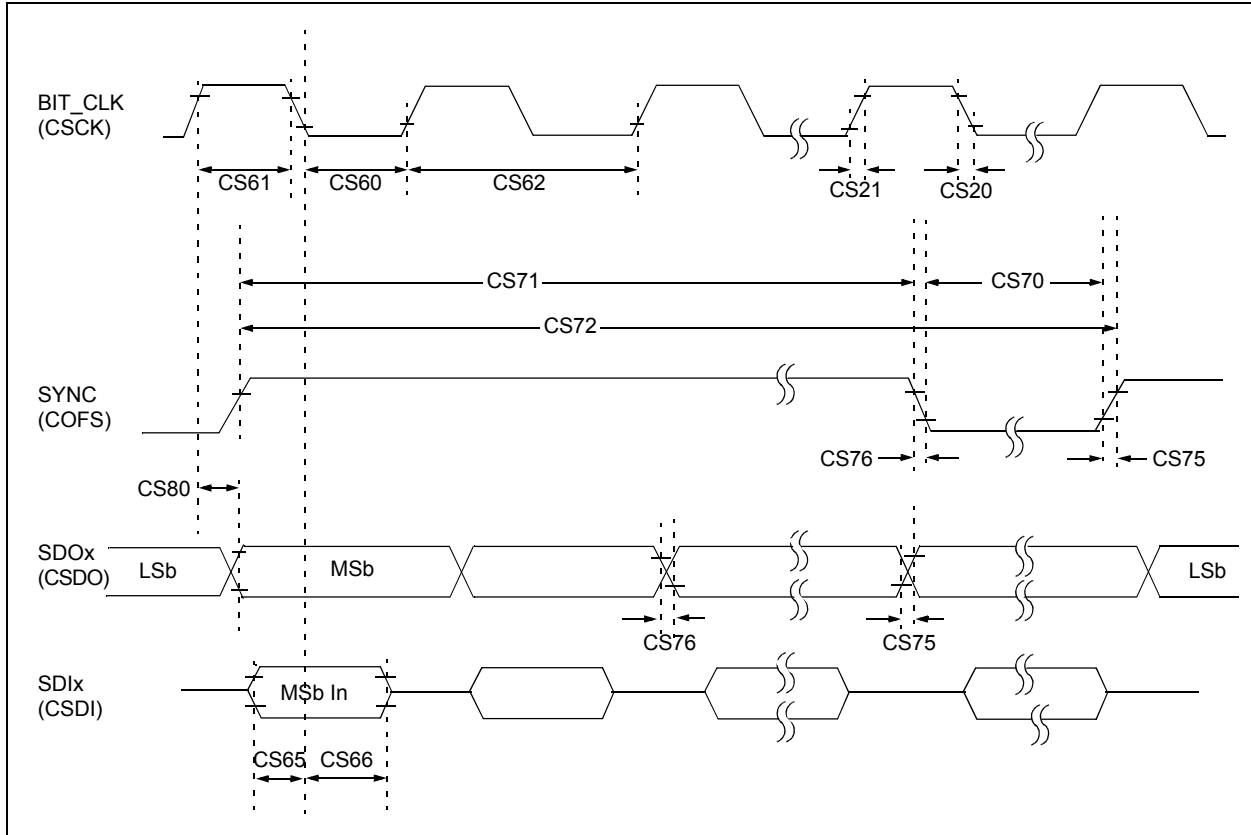 BIT_CLK
(CSCK)
CS61
CS60
CS62
CS21
CS20
CS71
CS70
CS72
SYNC
(COFS)
CS76
CS75
CS80
SDOx
(CSDO)
LSb
MSb
LSb
CS76
CS75
SDIx
(CSDI)
MSb In
CS65
CS66